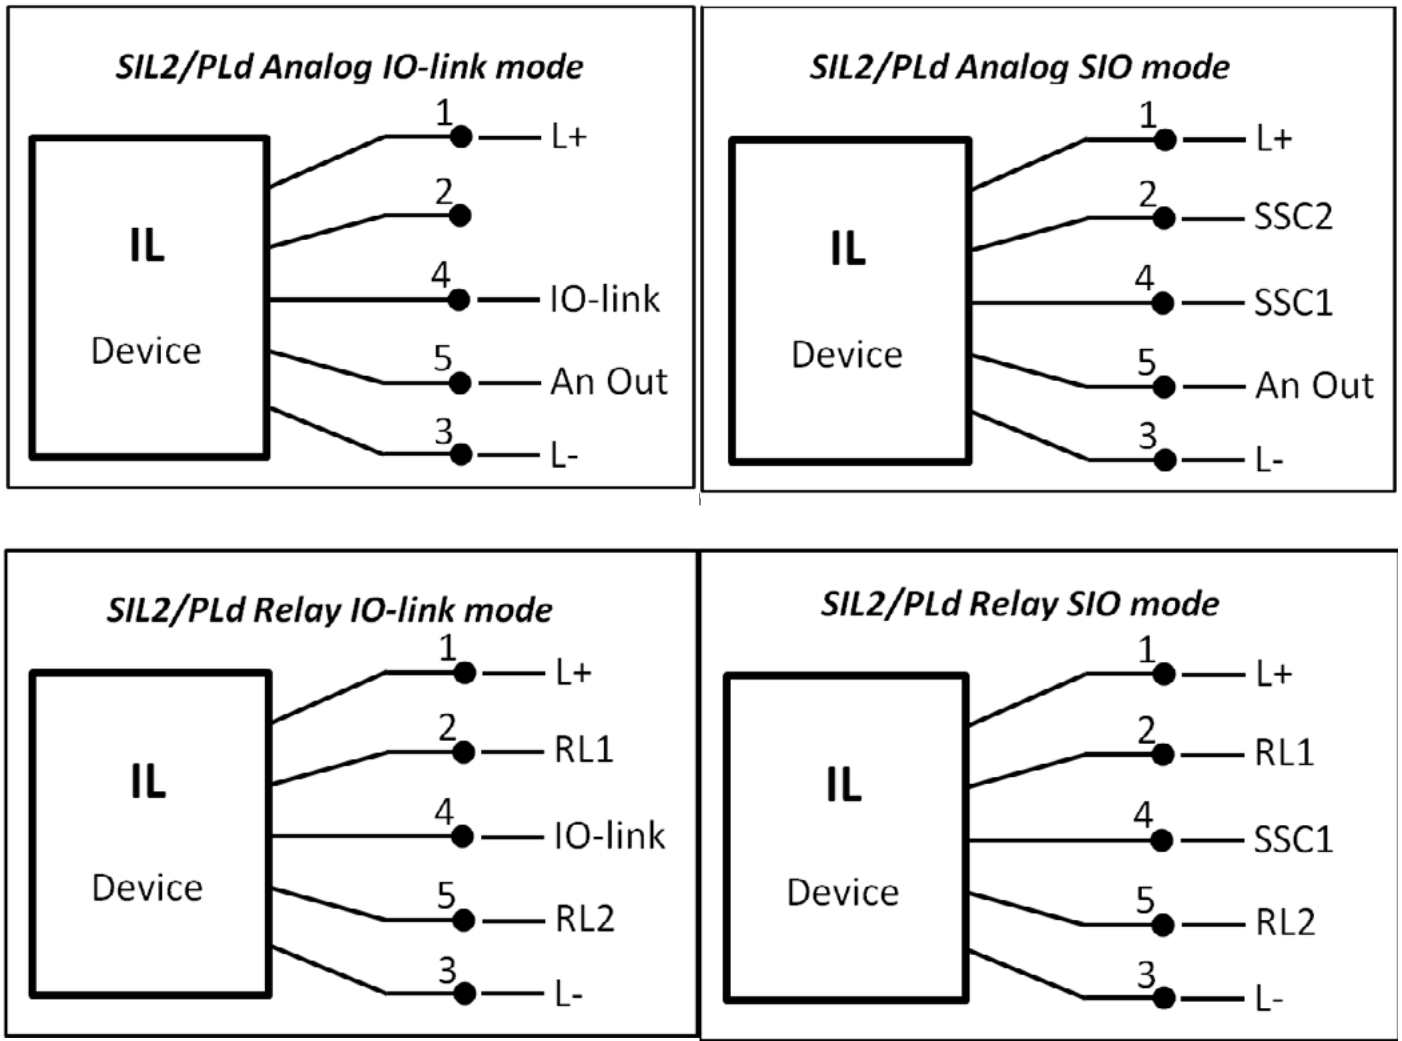 SIL2/PLd Analog IO-link mode
1
L+
2
IL
4
IO-link
Device
5
An Out
3
L-
SIL2/PLd Analog SIO mode
1
L+
2
SSC2
IL
4
SSC1
Device
5
An Out
3
L-
SIL2/PLd Relay IO-link mode
1
L+
2
RL1
IL
4
IO-link
Device
5
RL2
3
L-
SIL2/PLd Relay SIO mode
1
L+
2
RL1
IL
4
SSC1
Device
5
RL2
3
L-